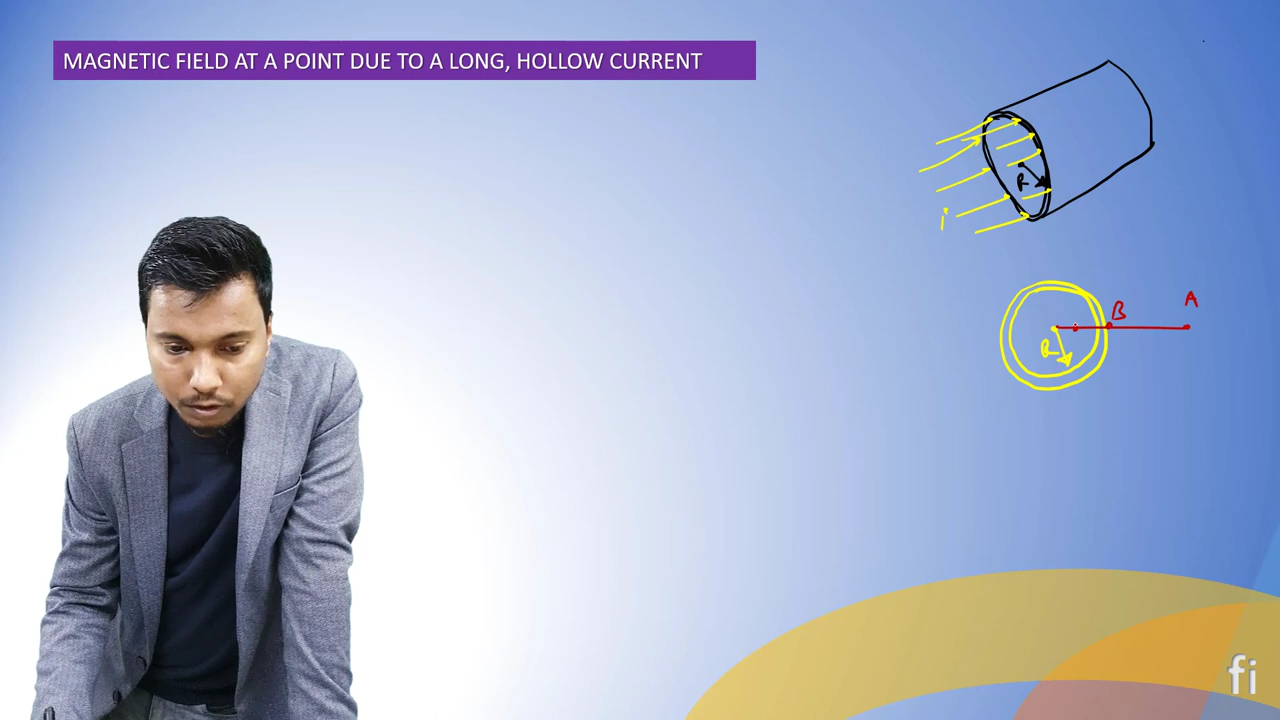 MAGNETIC FIELD AT A POINT DUE TO A LONG, HOLLOW CURRENT
R
i
A
B
R
fi